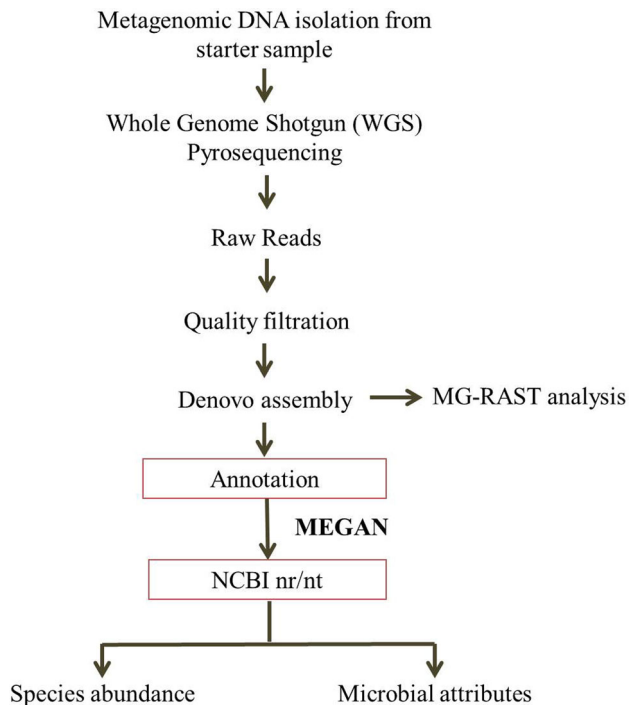 Metagenomic DNA isolation from
starter sample
Whole Genome Shotgun (WGS)
Pyrosequencing
Raw Reads
Quality filtration
Denovo assembly
MG-RAST analysis
Annotation
MEGAN
NCBI nr/nt
Species abundance
Microbial attributes